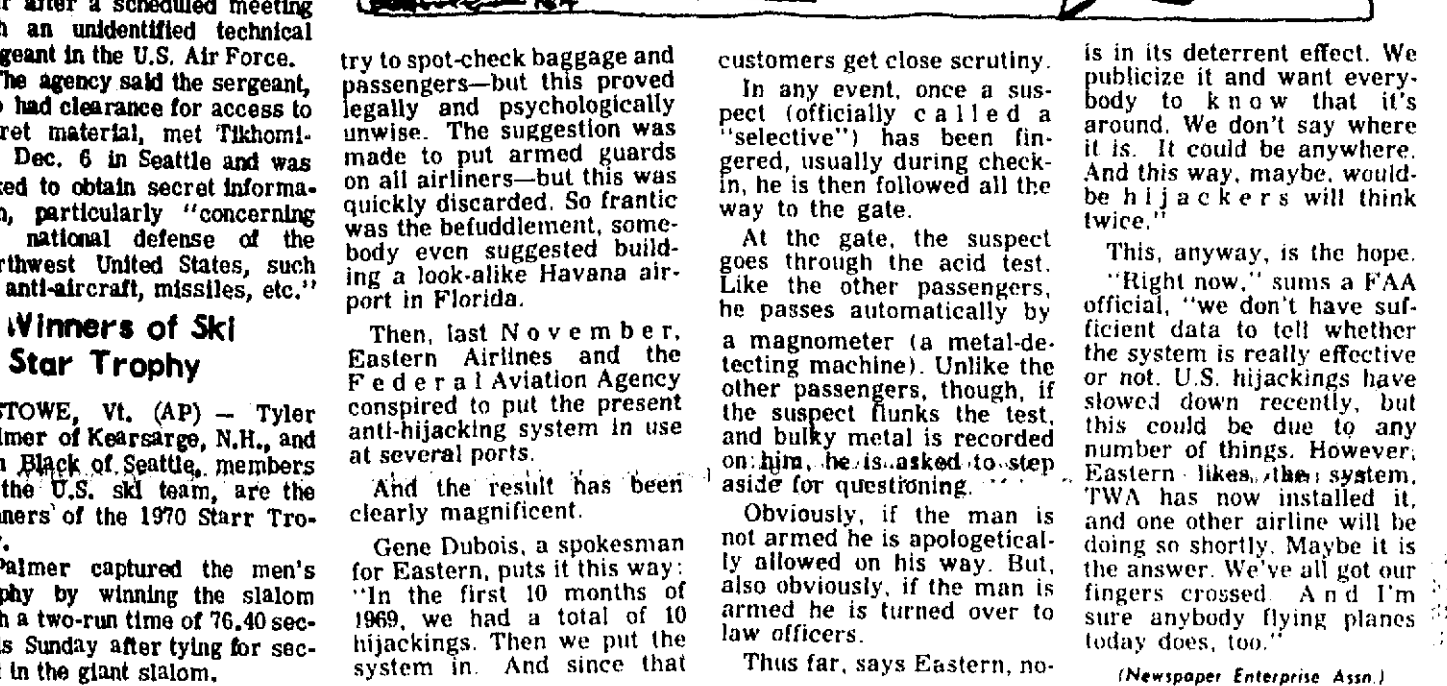 after a scheduled meeting
an unidentified technical
geant in the U.S. Air Force.
he agency said the sergeant,
had clearance for access to
ret material, met Tikhomi-
Dec. 6 in Seattle and was
ed to obtain secret informa-
particularly "concerning
national defense of the
rthwest United States, such
anti-aircraft, missiles, etc."
Winners of Ski
Star Trophy
STOWE, Vt. (AP) — Tyler
lmer of Kearsarge, N.H., and
Black of Seattle, members
the U.S. ski team, are the
ners of the 1970 Starr Tro-
Palmer captured the men's
phy by winning the slalom
h a two-run time of 76.40 sec-
s Sunday after tying for sec-
in the giant slalom.
try to spot-check baggage and
passengers—but this proved
legally and psychologically
unwise. The suggestion was
made to put armed guards
on all airliners—but this was
quickly discarded. So frantic
was the befuddlement, some-
body even suggested build-
ing a look-alike Havana air-
port in Florida.
Then, last November,
Eastern Airlines and the
Federal Aviation Agency
conspired to put the present
anti-hijacking system in use
at several ports.
And the result has been
clearly magnificent.
Gene Dubois, a spokesman
for Eastern, puts it this way:
"In the first 10 months of
1969, we had a total of 10
hijackings. Then we put the
system in. And since that
customers get close scrutiny.
In any event, once a sus-
pect (officially called a
"selective") has been fin-
gered, usually during check-
in, he is then followed all the
way to the gate.
At the gate, the suspect
goes through the acid test.
Like the other passengers,
he passes automatically by
a magnometer (a metal-de-
tecting machine). Unlike the
other passengers, though, if
the suspect flunks the test,
and bulky metal is recorded
on him, he is asked to step
aside for questioning.
Obviously, if the man is
not armed he is apologetical-
ly allowed on his way. But,
also obviously, if the man is
armed he is turned over to
law officers.
Thus far, says Eastern, no-
is in its deterrent effect. We
publicize it and want every-
body to know that it's
around. We don't say where
it is. It could be anywhere.
And this way, maybe, would-
be hijackers will think
twice."
This, anyway, is the hope.
"Right now," sums a FAA
official, "we don't have suf-
ficient data to tell whether
the system is really effective
or not. U.S. hijackings have
slowed down recently, but
this could be due to any
number of things. However,
Eastern likes the system,
TWA has now installed it,
and one other airline will be
doing so shortly. Maybe it is
the answer. We've all got our
fingers crossed. And I'm
sure anybody flying planes
today does, too."
(Newspaper Enterprise Assn.)